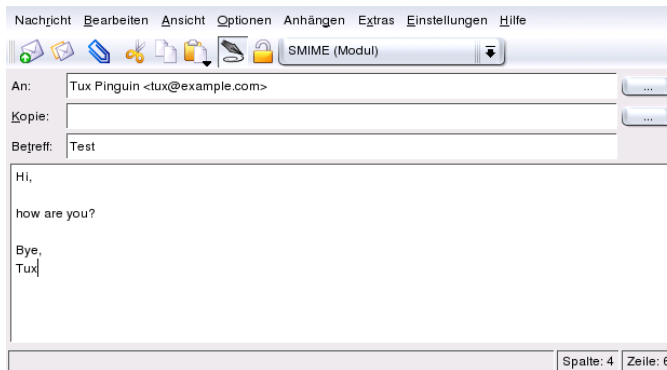 Nachricht Bearbeiten Ansicht Optionen Anhängen Extras Einstellungen Hilfe
SMIME (Modul)
An: Tux Pinguin <tux@example.com> ...
Kopie: ...
Betreff: Test
Hi,
how are you?
Bye,
Tux
Spalte: 4 Zeile: 6